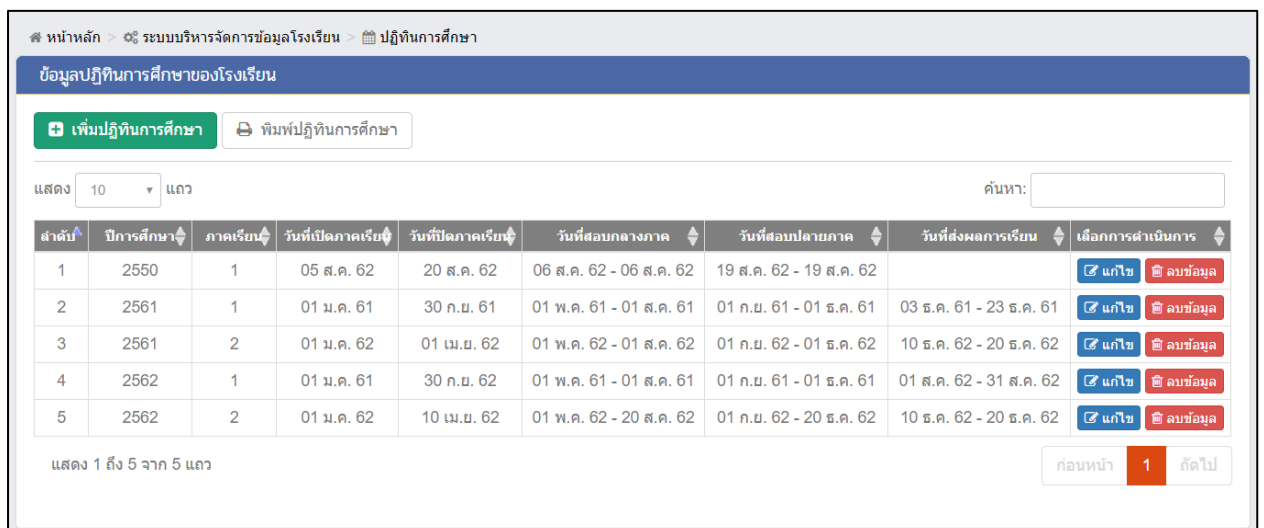 หน้าหลัก > ระบบบริหารจัดการข้อมูลโรงเรียน > ปฏิทินการศึกษา
ข้อมูลปฏิทินการศึกษาของโรงเรียน
เพิ่มปฏิทินการศึกษา พิมพ์ปฏิทินการศึกษา
แสดง 10 แถว ค้นหา:
ลำดับ ปีการศึกษา ภาคเรียน วันที่เปิดภาคเรียน วันที่ปิดภาคเรียน วันที่สอบกลางภาค วันที่สอบปลายภาค วันที่ส่งผลการเรียน เลือกการดำเนินการ
1 2550 1 05 ส.ค. 62 20 ส.ค. 62 06 ส.ค. 62 - 06 ส.ค. 62 19 ส.ค. 62 - 19 ส.ค. 62 แก้ไข ลบข้อมูล
2 2561 1 01 ม.ค. 61 30 ก.ย. 61 01 พ.ค. 61 - 01 ส.ค. 61 01 ก.ย. 61 - 01 ธ.ค. 61 03 ธ.ค. 61 - 23 ธ.ค. 61 แก้ไข ลบข้อมูล
3 2561 2 01 ม.ค. 62 01 เม.ย. 62 01 พ.ค. 62 - 01 ส.ค. 62 01 ก.ย. 62 - 01 ธ.ค. 62 10 ธ.ค. 62 - 20 ธ.ค. 62 แก้ไข ลบข้อมูล
4 2562 1 01 ม.ค. 61 30 ก.ย. 62 01 พ.ค. 61 - 01 ส.ค. 61 01 ก.ย. 61 - 01 ธ.ค. 61 01 ส.ค. 62 - 31 ส.ค. 62 แก้ไข ลบข้อมูล
5 2562 2 01 ม.ค. 62 10 เม.ย. 62 01 พ.ค. 62 - 20 ส.ค. 62 01 ก.ย. 62 - 20 ธ.ค. 62 10 ธ.ค. 62 - 20 ธ.ค. 62 แก้ไข ลบข้อมูล
แสดง 1 ถึง 5 จาก 5 แถว ก่อนหน้า 1 ถัดไป